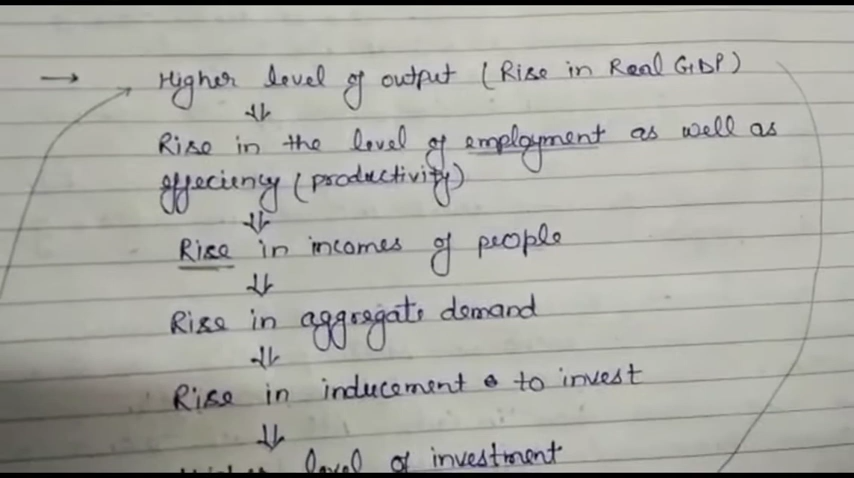 → Higher level of output (Rise in Real GDP)
⇓
Rise in the level of employment as well as
effeciency (productivity)
⇓
Rise in incomes of people
⇓
Rise in aggregate demand
⇓
Rise in inducement to invest
⇓
level of investment